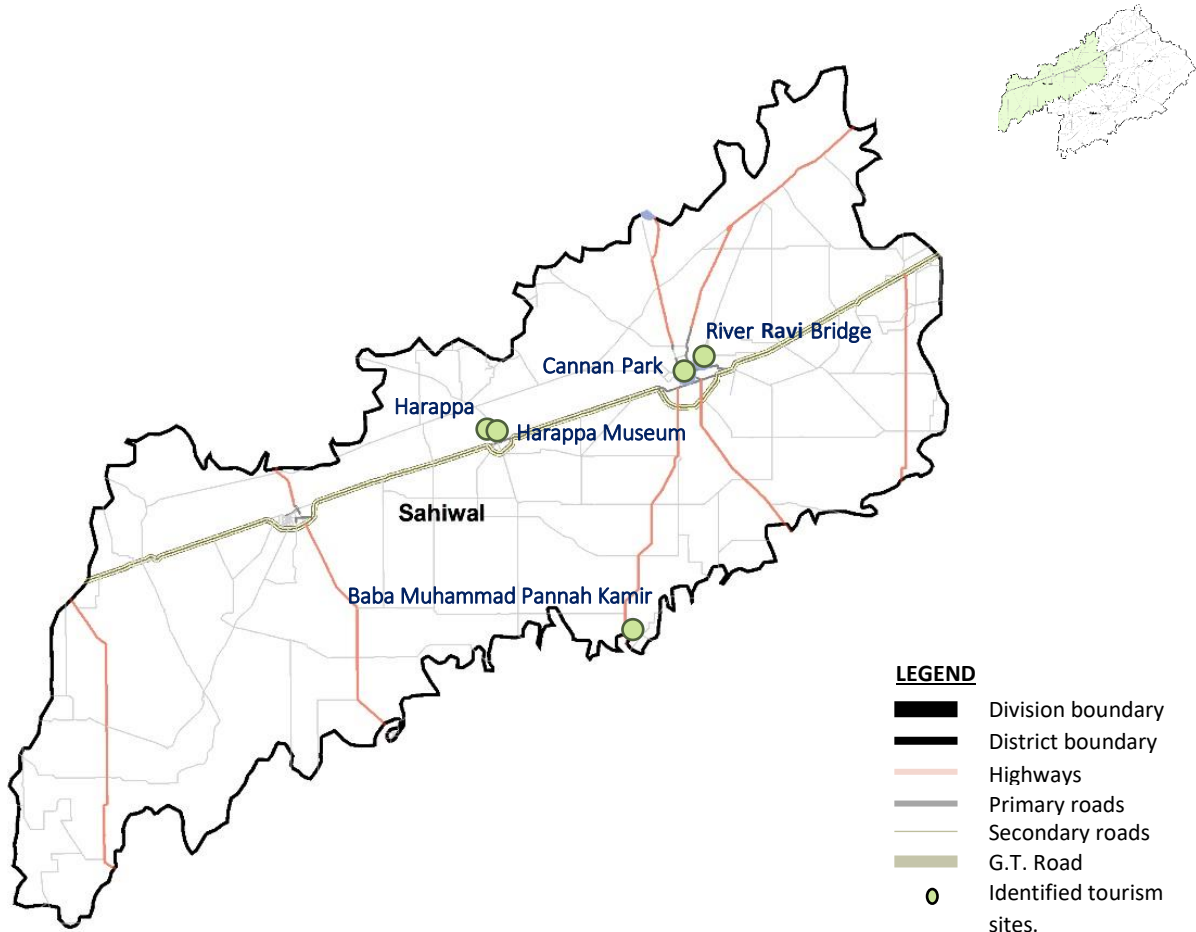 River Ravi Bridge
Cannan Park
Harappa
Harappa Museum
Sahiwal
Baba Muhammad Pannah Kamir
LEGEND
Division boundary
District boundary
Highways
Primary roads
Secondary roads
G.T. Road
Identified tourism
sites.